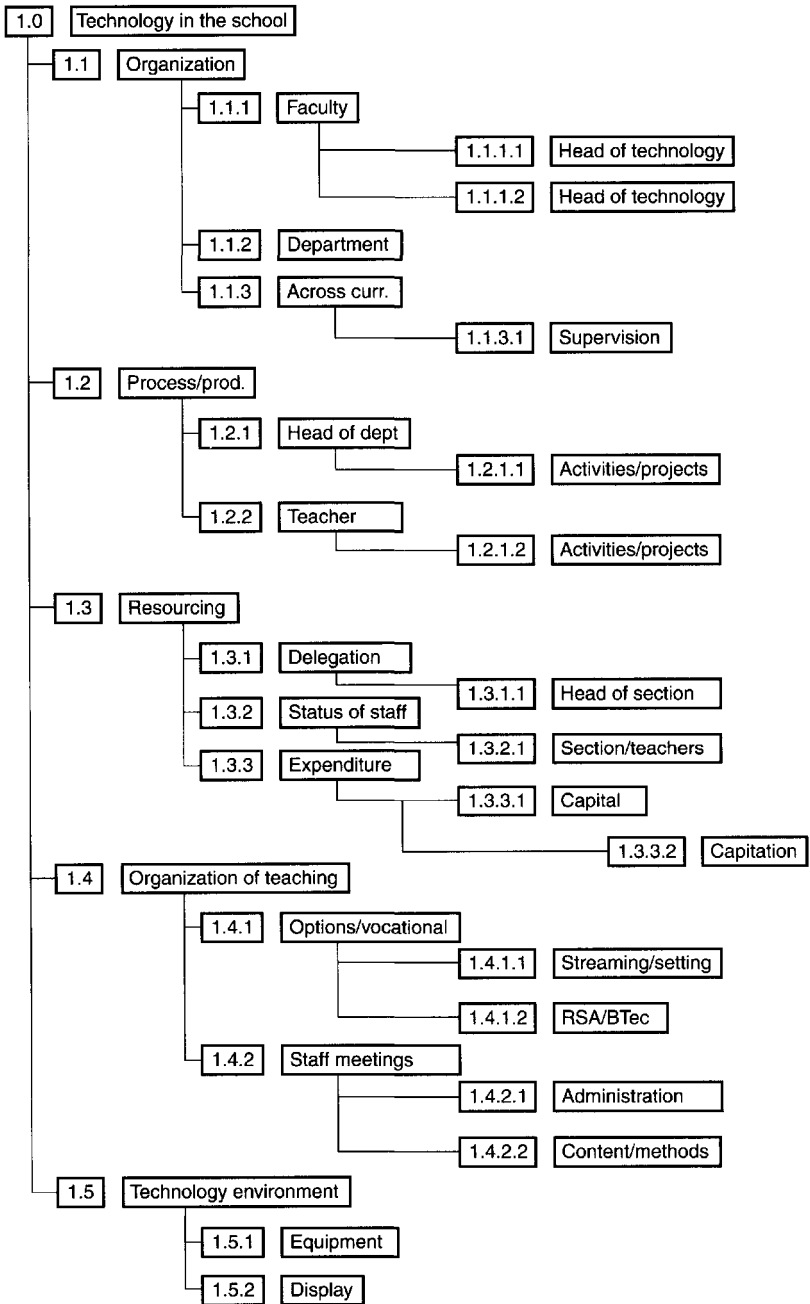 1.0 Technology in the school
1.1 Organization
1.1.1 Faculty
1.1.1.1 Head of technology
1.1.1.2 Head of technology
1.1.2 Department
1.1.3 Across curr.
1.1.3.1 Supervision
1.2 Process/prod.
1.2.1 Head of dept
1.2.1.1 Activities/projects
1.2.2 Teacher
1.2.1.2 Activities/projects
1.3 Resourcing
1.3.1 Delegation
1.3.1.1 Head of section
1.3.2 Status of staff
1.3.2.1 Section/teachers
1.3.3 Expenditure
1.3.3.1 Capital
1.3.3.2 Capitation
1.4 Organization of teaching
1.4.1 Options/vocational
1.4.1.1 Streaming/setting
1.4.1.2 RSA/BTec
1.4.2 Staff meetings
1.4.2.1 Administration
1.4.2.2 Content/methods
1.5 Technology environment
1.5.1 Equipment
1.5.2 Display